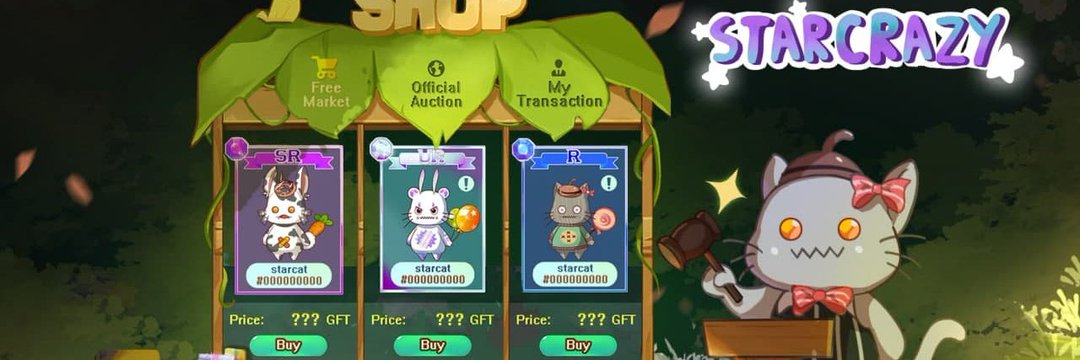 SHOP
STARCRAZY
Free
Market
Official
Auction
My
Transaction
SR
UR
R
starcat
#000000000
starcat
#000000000
starcat
#000000000
Price: ??? GFT
Price: ??? GFT
Price: ??? GFT
Buy
Buy
Buy